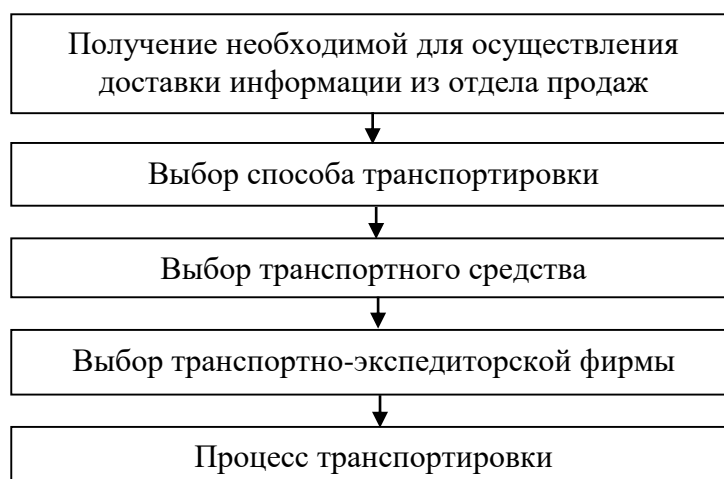 Получение необходимой для осуществления
доставки информации из отдела продаж
Выбор способа транспортировки
Выбор транспортного средства
Выбор транспортно-экспедиторской фирмы
Процесс транспортировки